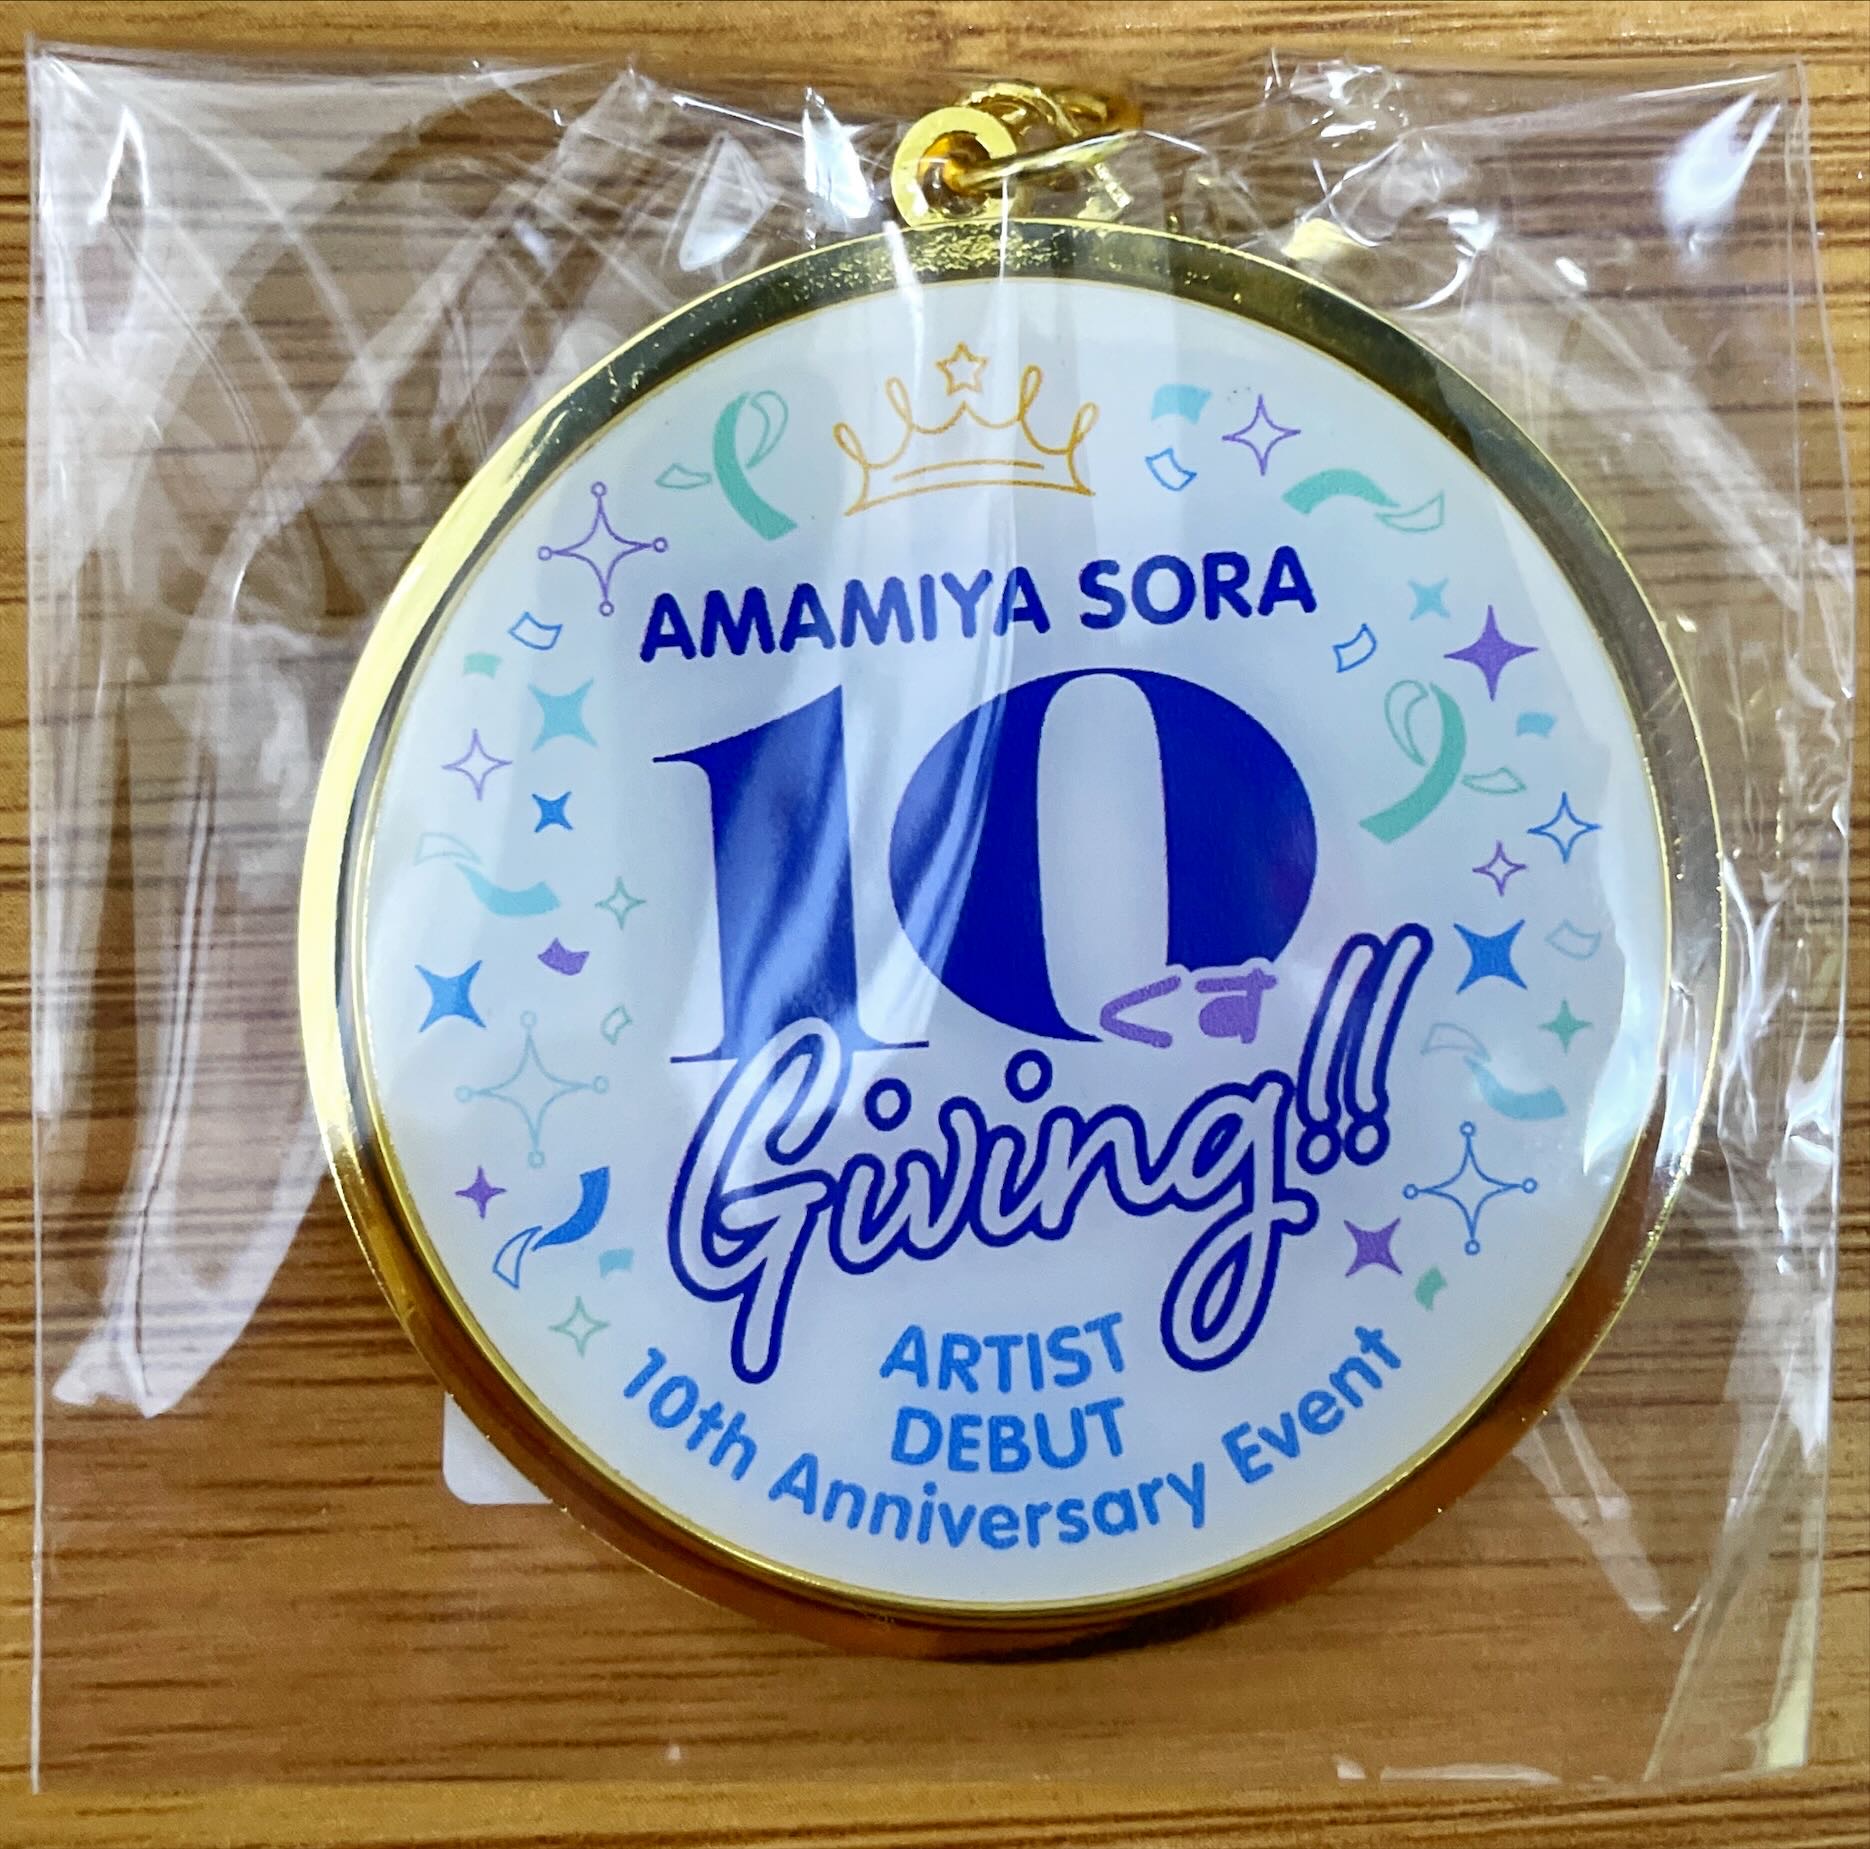 AMAMIYA SORA
10
くす
Giving!!
ARTIST
DEBUT
10th Anniversary Event